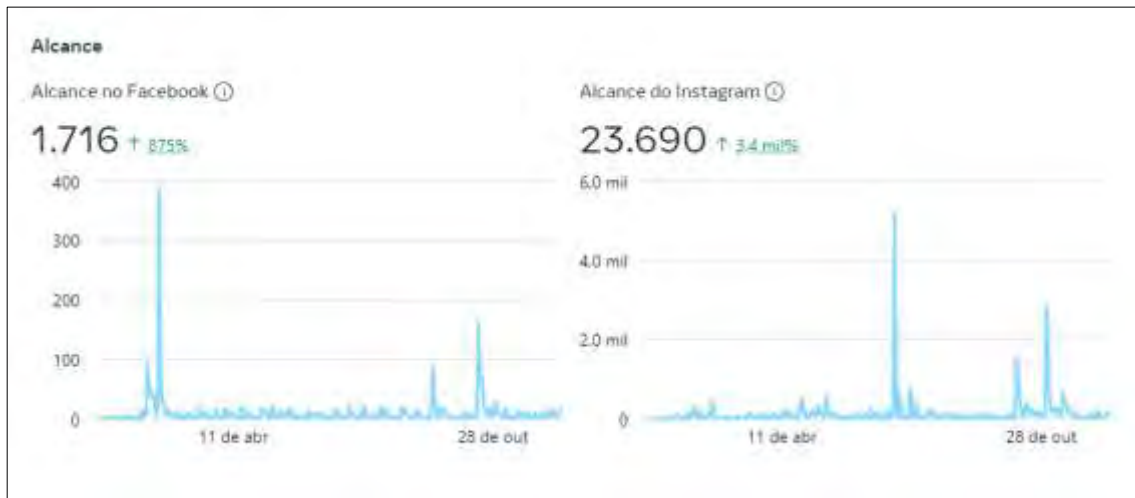 Alcance
Alcance no Facebook
1.716 ↑ 875%
400
300
200
100
0
11 de abr
28 de out
Alcance do Instagram
23.690 ↑ 3.4 mil%
6.0 mil
4.0 mil
2.0 mil
0
11 de abr
28 de out